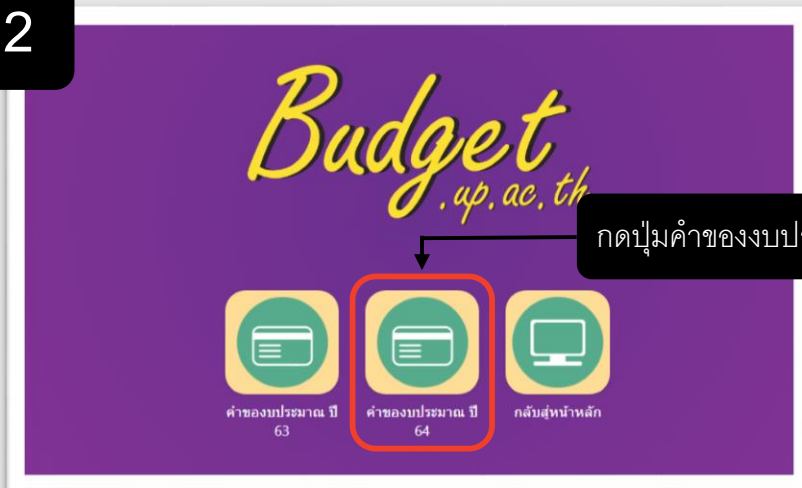 2
Budget
.up.ac.th
กดปุ่มคำของงบ
คำของบประมาณ ปี
63
คำของบประมาณ ปี
64
กลับสู่หน้าหลัก